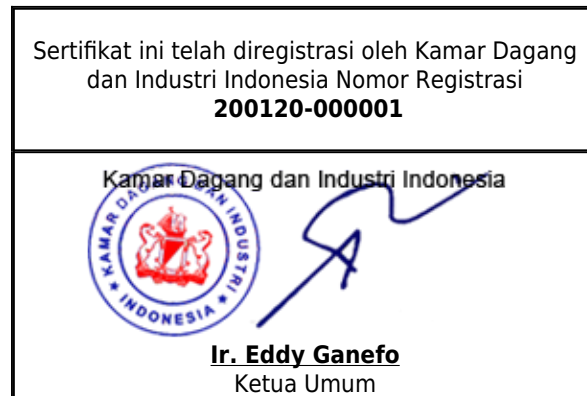 Sertifikat ini telah diregistrasi oleh Kamar Dagang
dan Industri Indonesia Nomor Registrasi
200120-000001
Kamar Dagang dan Industri Indonesia
KAMAR DAGANG DAN INDUSTRI
* INDONESIA *
Ir. Eddy Ganefo
Ketua Umum